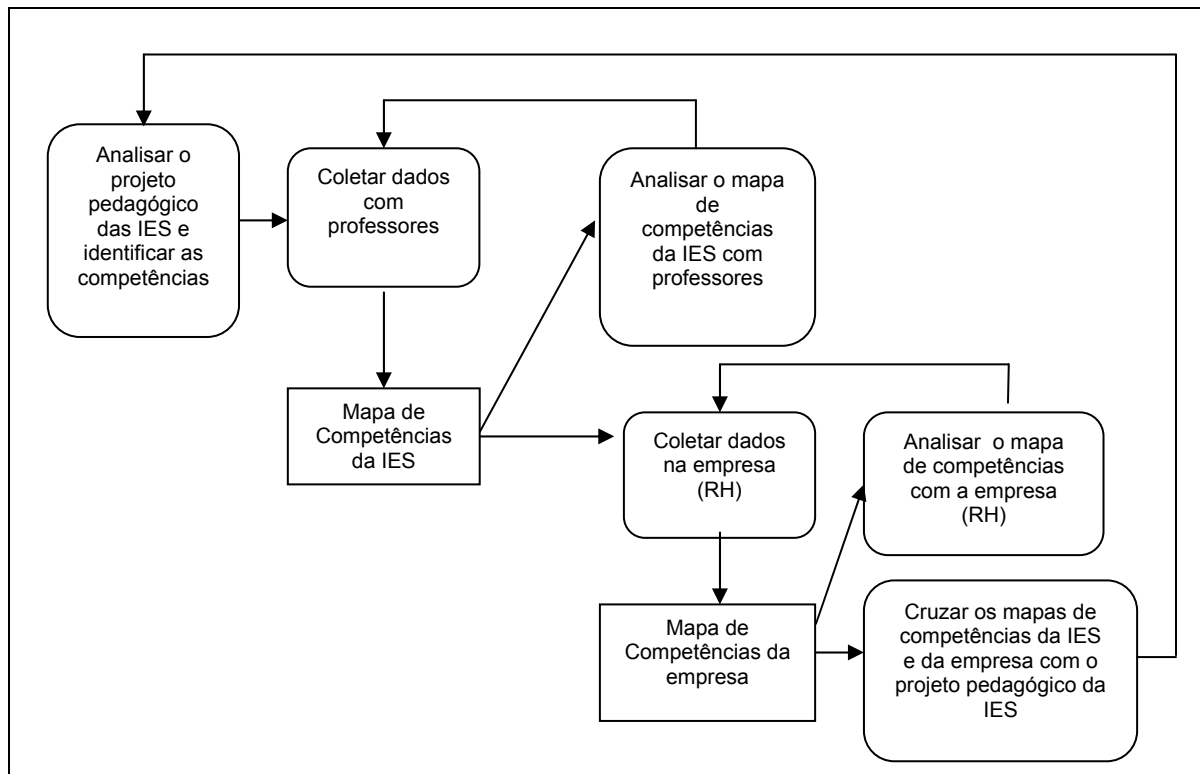 Analisar o
projeto
pedagógico
das IES e
identificar as
competências
Coletar dados
com
professores
Analisar o mapa
de
competências
da IES com
professores
Mapa de
Competências
da IES
Coletar dados
na empresa
(RH)
Analisar o mapa
de competências
com a empresa
(RH)
Mapa de
Competências da
empresa
Cruzar os mapas de
competências da IES
e da empresa com o
projeto pedagógico da
IES